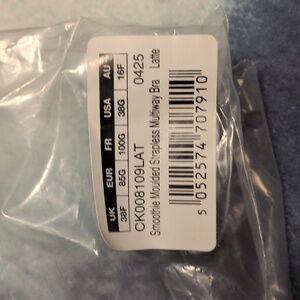 UK EUR FR USA AU
38F 85G 100G 38G 16F
CK008109LAT 0425
Smoothie Moulded Strapless Multiway Bra Latte
5 052574 707910